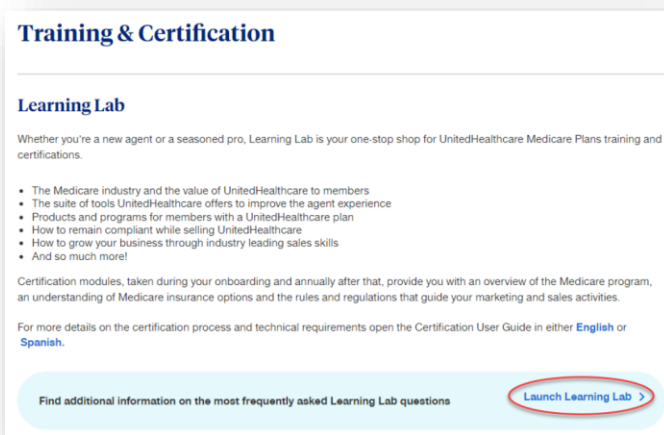 Training & Certification
Learning Lab
Whether you're a new agent or a seasoned pro, Learning Lab is your one-stop shop for UnitedHealthcare Medicare Plans training and
certifications.
• The Medicare industry and the value of UnitedHealthcare to members
• The suite of tools UnitedHealthcare offers to improve the agent experience
• Products and programs for members with a UnitedHealthcare plan
• How to remain compliant while selling UnitedHealthcare
• How to grow your business through industry leading sales skills
• And so much more!
Certification modules, taken during your onboarding and annually after that, provide you with an overview of the Medicare program,
an understanding of Medicare insurance options and the rules and regulations that guide your marketing and sales activities.
For more details on the certification process and technical requirements open the Certification User Guide in either English or
Spanish.
Find additional information on the most frequently asked Learning Lab questions
Launch Learning Lab >